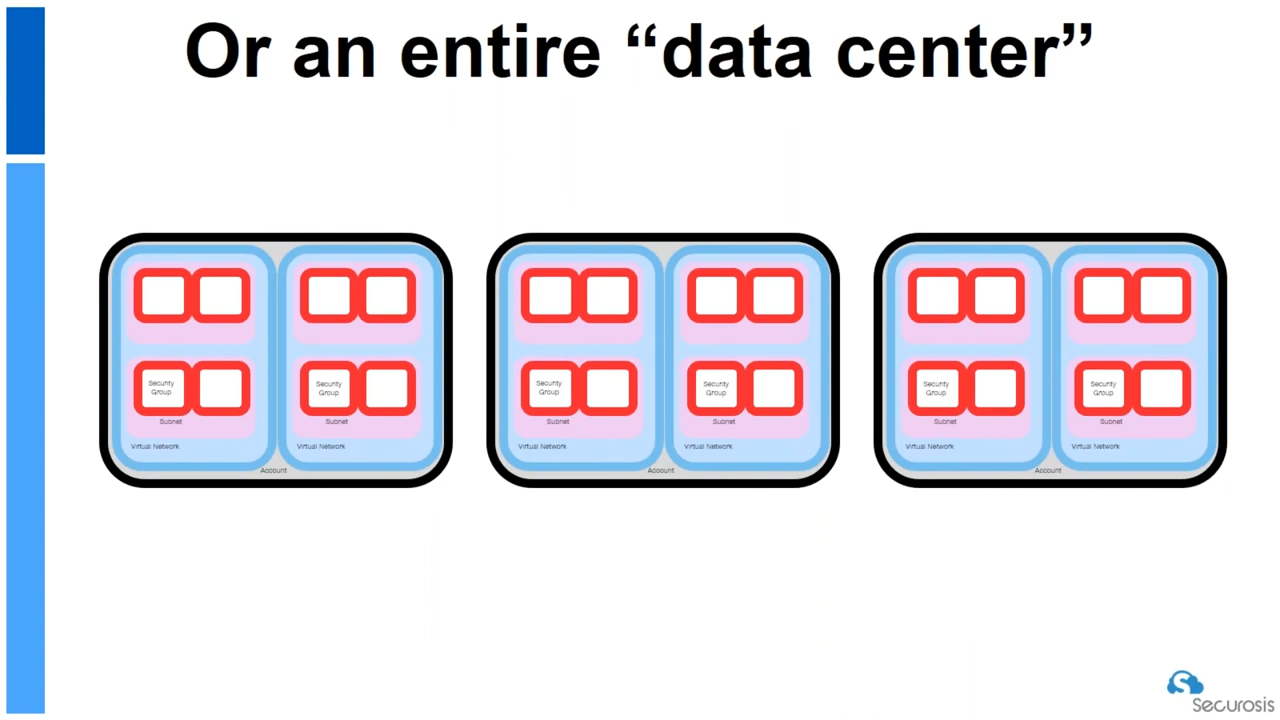 Or an entire “data center”
Security
Group
Security
Group
Security
Group
Security
Group
Security
Group
Security
Group
Subnet
Subnet
Subnet
Subnet
Subnet
Subnet
Virtual Network
Virtual Network
Virtual Network
Virtual Network
Virtual Network
Virtual Network
Account
Account
Account
Securosis